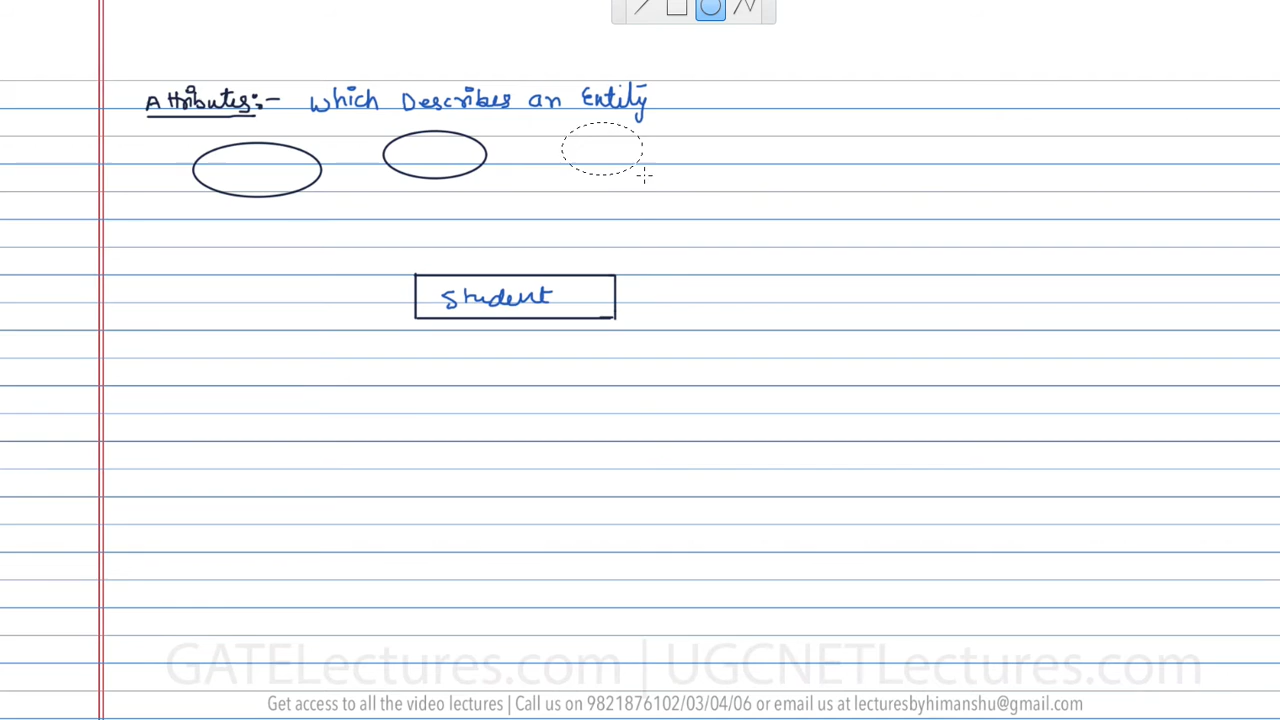 Attributes:- Which Describes an Entity
Student
GATELectures.com | UGCNETLectures.com
Get access to all the video lectures | Call us on 9821876102/03/04/06 or email us at lecturesbyhimanshu@gmail.com